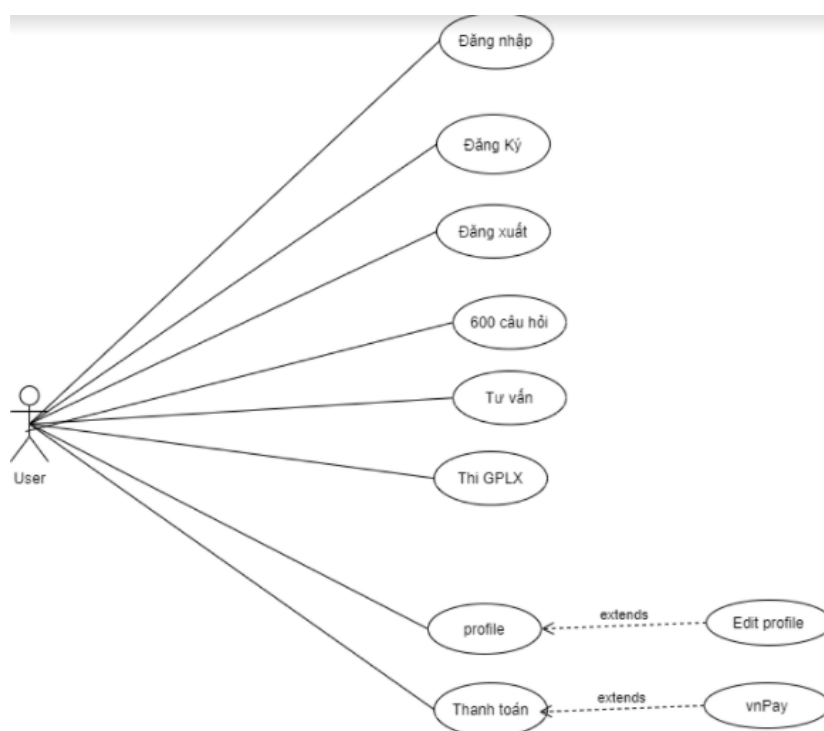 Đăng nhập
Đăng Ký
Đăng xuất
600 câu hỏi
Tư vấn
Thi GPLX
User
profile
extends
Edit profile
Thanh toán
extends
vnPay